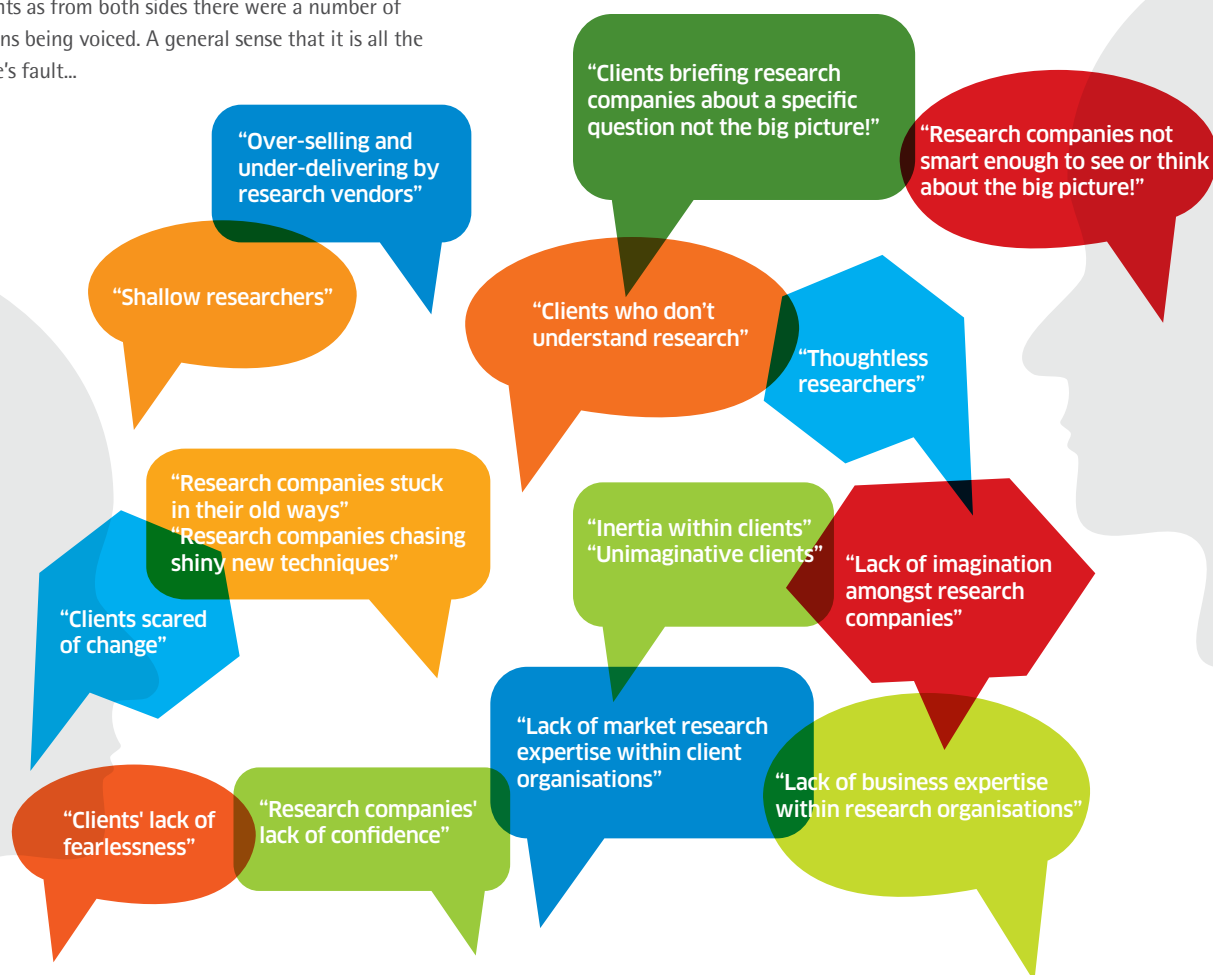 as from both sides there were a number of
being voiced. A general sense that it is all the
fault...
“Clients briefing research
companies about a specific
question not the big picture!”
“Research companies not
smart enough to see or think
about the big picture!”
“Over-selling and
under-delivering by
research vendors”
“Shallow researchers”
“Clients who don’t
understand research”
“Thoughtless
researchers”
“Research companies stuck
in their old ways”
“Research companies chasing
shiny new techniques”
“Inertia within clients”
“Unimaginative clients”
“Lack of imagination
amongst research
companies”
“Clients scared
of change”
“Lack of market research
expertise within client
organisations”
“Lack of business expertise
within research organisations”
“Clients' lack of
fearlessness”
“Research companies'
lack of confidence”